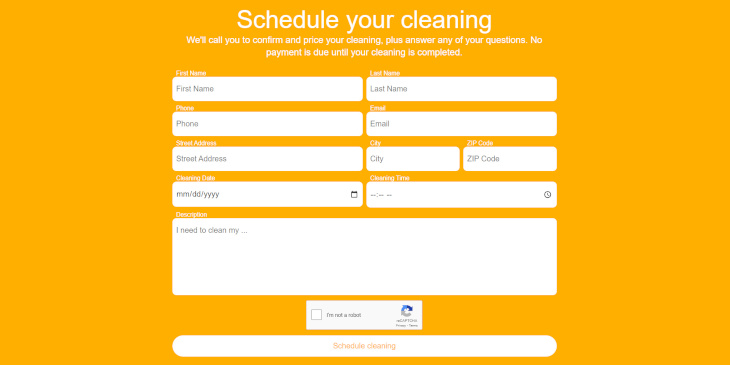 Schedule your cleaning
We'll call you to confirm and price your cleaning, plus answer any of your questions. No
payment is due until your cleaning is completed.
First Name Last Name
First Name Last Name
Phone Email
Phone Email
Street Address City ZIP Code
Street Address City ZIP Code
Cleaning Date Cleaning Time
mm/dd/yyyy --:-- --
Description
I need to clean my ...
I'm not a robot
reCAPTCHA
Privacy - Terms
Schedule cleaning